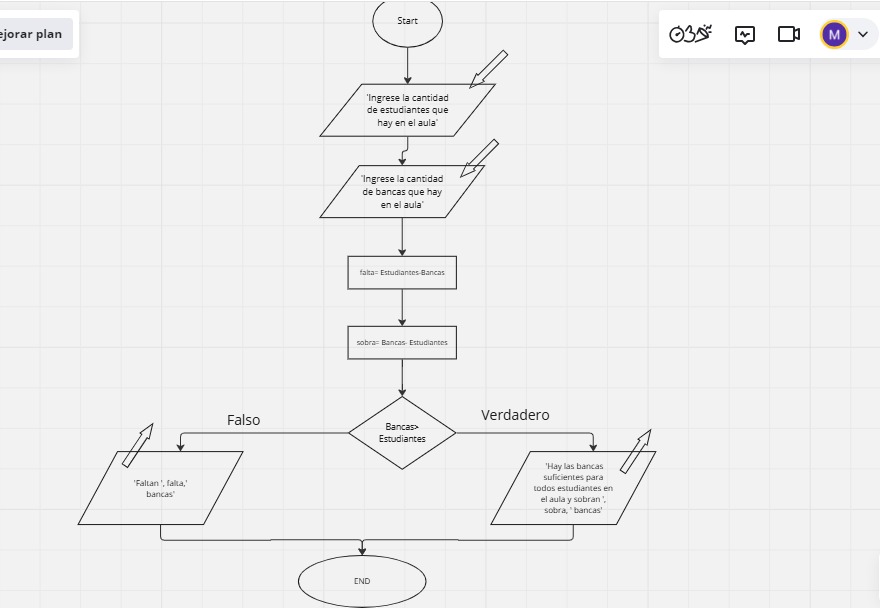 ejorar plan
M
Start
'Ingrese la cantidad
de estudiantes que
hay en el aula'
'Ingrese la cantidad
de bancas que hay
en el aula'
falta= Estudiantes-Bancas
sobra= Bancas- Estudiantes
Bancas>
Estudiantes
Falso
Verdadero
'Faltan ', falta,'
bancas'
'Hay las bancas
suficientes para
todos estudiantes en
el aula y sobran ',
sobra, ' bancas'
END